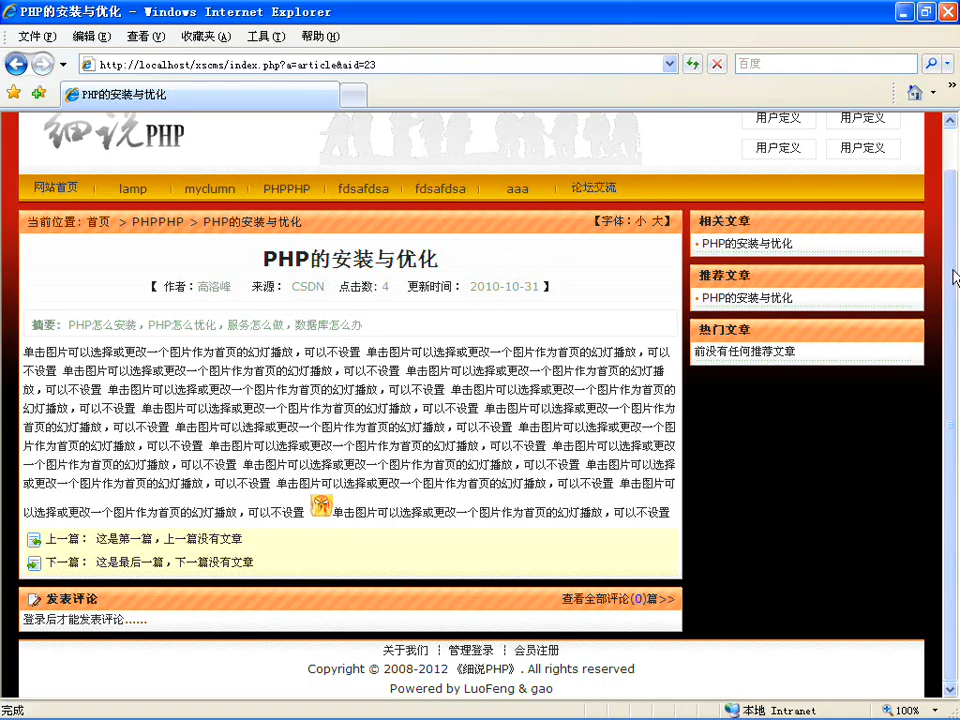 PHP的安装与优化 - Windows Internet Explorer
文件(F) 编辑(E) 查看(V) 收藏夹(A) 工具(T) 帮助(H)
http://localhost/xscms/index.php?a=article&aid=23
百度
PHP的安装与优化
细说PHP
用户定义 用户定义
用户定义 用户定义
网站首页 lamp myclumn PHPPHP fdsafdsa fdsafdsa aaa 论坛交流
当前位置：首页 > PHPPHP > PHP的安装与优化 【字体：小 大】
PHP的安装与优化
【 作者：高洛峰 来源： CSDN 点击数: 4 更新时间： 2010-10-31 】
摘要： PHP怎么安装，PHP怎么优化，服务怎么做，数据库怎么办
单击图片可以选择或更改一个图片作为首页的幻灯播放，可以不设置 单击图片可以选择或更改一个图片作为首页的幻灯播放，可以
不设置 单击图片可以选择或更改一个图片作为首页的幻灯播放，可以不设置 单击图片可以选择或更改一个图片作为首页的幻灯播
放，可以不设置 单击图片可以选择或更改一个图片作为首页的幻灯播放，可以不设置 单击图片可以选择或更改一个图片作为首页的
幻灯播放，可以不设置 单击图片可以选择或更改一个图片作为首页的幻灯播放，可以不设置 单击图片可以选择或更改一个图片作为
首页的幻灯播放，可以不设置 单击图片可以选择或更改一个图片作为首页的幻灯播放，可以不设置 单击图片可以选择或更改一个图
片作为首页的幻灯播放，可以不设置 单击图片可以选择或更改一个图片作为首页的幻灯播放，可以不设置 单击图片可以选择或更改
一个图片作为首页的幻灯播放，可以不设置 单击图片可以选择或更改一个图片作为首页的幻灯播放，可以不设置 单击图片可以选择
或更改一个图片作为首页的幻灯播放，可以不设置 单击图片可以选择或更改一个图片作为首页的幻灯播放，可以不设置 单击图片可
以选择或更改一个图片作为首页的幻灯播放，可以不设置 单击图片可以选择或更改一个图片作为首页的幻灯播放，可以不设置
上一篇： 这是第一篇，上一篇没有文章
下一篇： 这是最后一篇，下一篇没有文章
发表评论 查看全部评论(0)篇>>
登录后才能发表评论......
相关文章
PHP的安装与优化
推荐文章
PHP的安装与优化
热门文章
前没有任何推荐文章
关于我们 ┆ 管理登录 ┆ 会员注册
Copyright © 2008-2012 《细说PHP》. All rights reserved
Powered by LuoFeng & gao
完成 本地 Intranet 100%